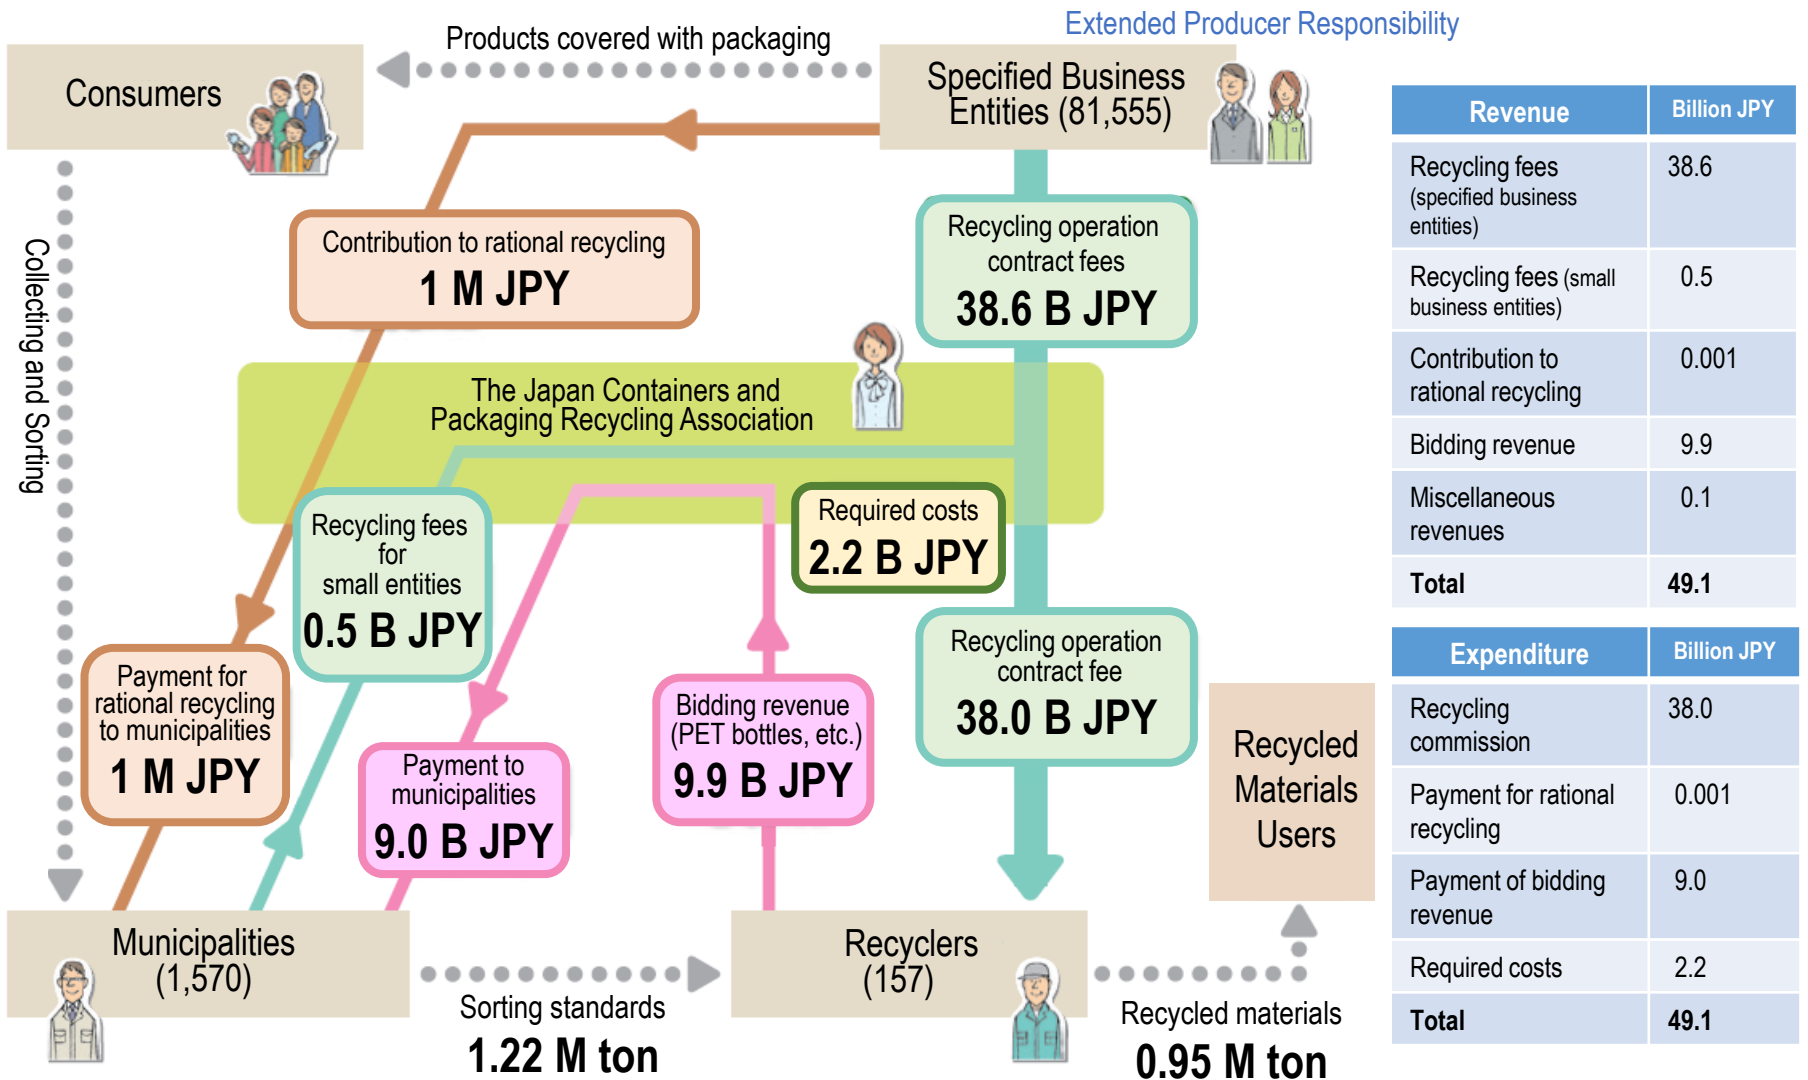 Extended Producer Responsibility
Products covered with packaging
Consumers
Specified Business
Entities (81,555)
Collecting and Sorting
Contribution to rational recycling
1 M JPY
Recycling operation
contract fees
38.6 B JPY
The Japan Containers and
Packaging Recycling Association
Recycling fees
for
small entities
0.5 B JPY
Required costs
2.2 B JPY
Payment for
rational recycling
to municipalities
1 M JPY
Payment to
municipalities
9.0 B JPY
Bidding revenue
(PET bottles, etc.)
9.9 B JPY
Recycling operation
contract fee
38.0 B JPY
Recycled
Materials
Users
Municipalities
(1,570)
Sorting standards
1.22 M ton
Recyclers
(157)
Recycled materials
0.95 M ton
Revenue Billion JPY
Recycling fees 38.6
(specified business
entities)
Recycling fees (small 0.5
business entities)
Contribution to 0.001
rational recycling
Bidding revenue 9.9
Miscellaneous 0.1
revenues
Total 49.1
Expenditure Billion JPY
Recycling 38.0
commission
Payment for rational 0.001
recycling
Payment of bidding 9.0
revenue
Required costs 2.2
Total 49.1